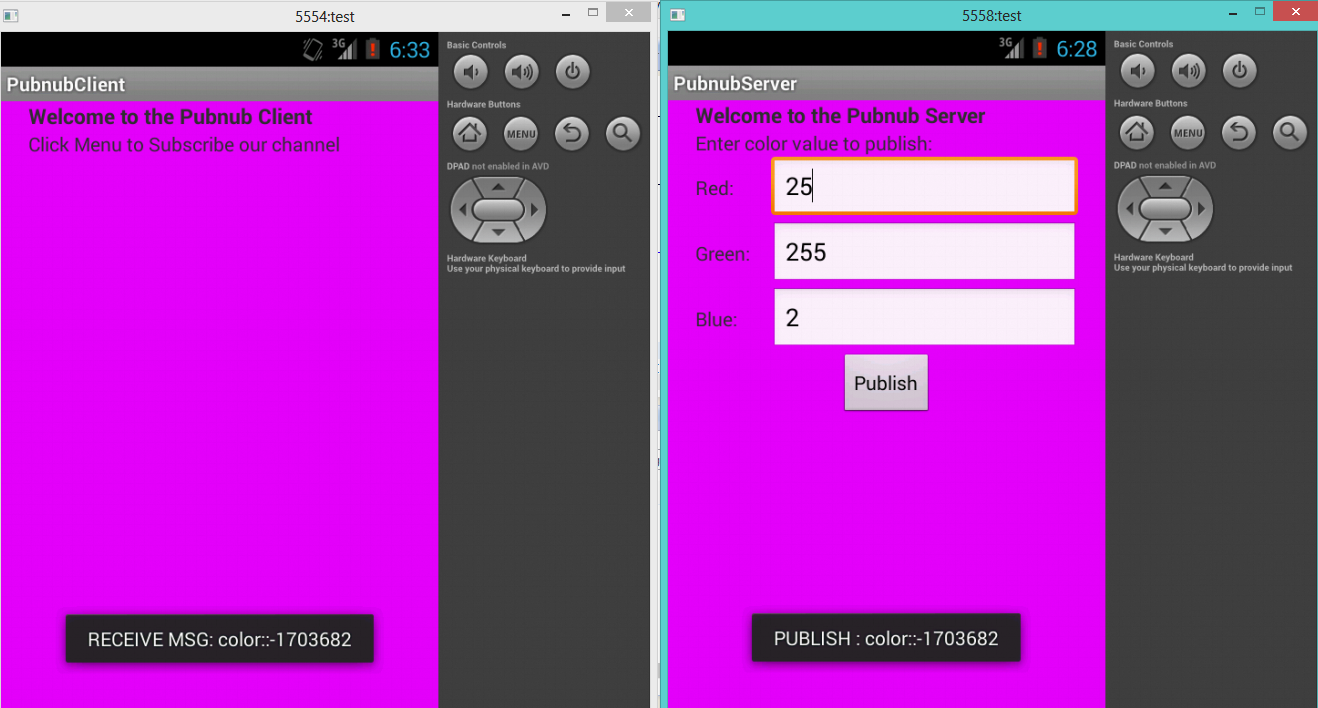 5554:test
3G 6:33
PubnubClient
Welcome to the Pubnub Client
Click Menu to Subscribe our channel
RECEIVE MSG: color::-1703682
Basic Controls
Hardware Buttons
MENU
DPAD not enabled in AVD
Hardware Keyboard
Use your physical keyboard to provide input
5558:test
3G 6:28
PubnubServer
Welcome to the Pubnub Server
Enter color value to publish:
Red: 25
Green: 255
Blue: 2
Publish
PUBLISH : color::-1703682
Basic Controls
Hardware Buttons
MENU
DPAD not enabled in AVD
Hardware Keyboard
Use your physical keyboard to provide input